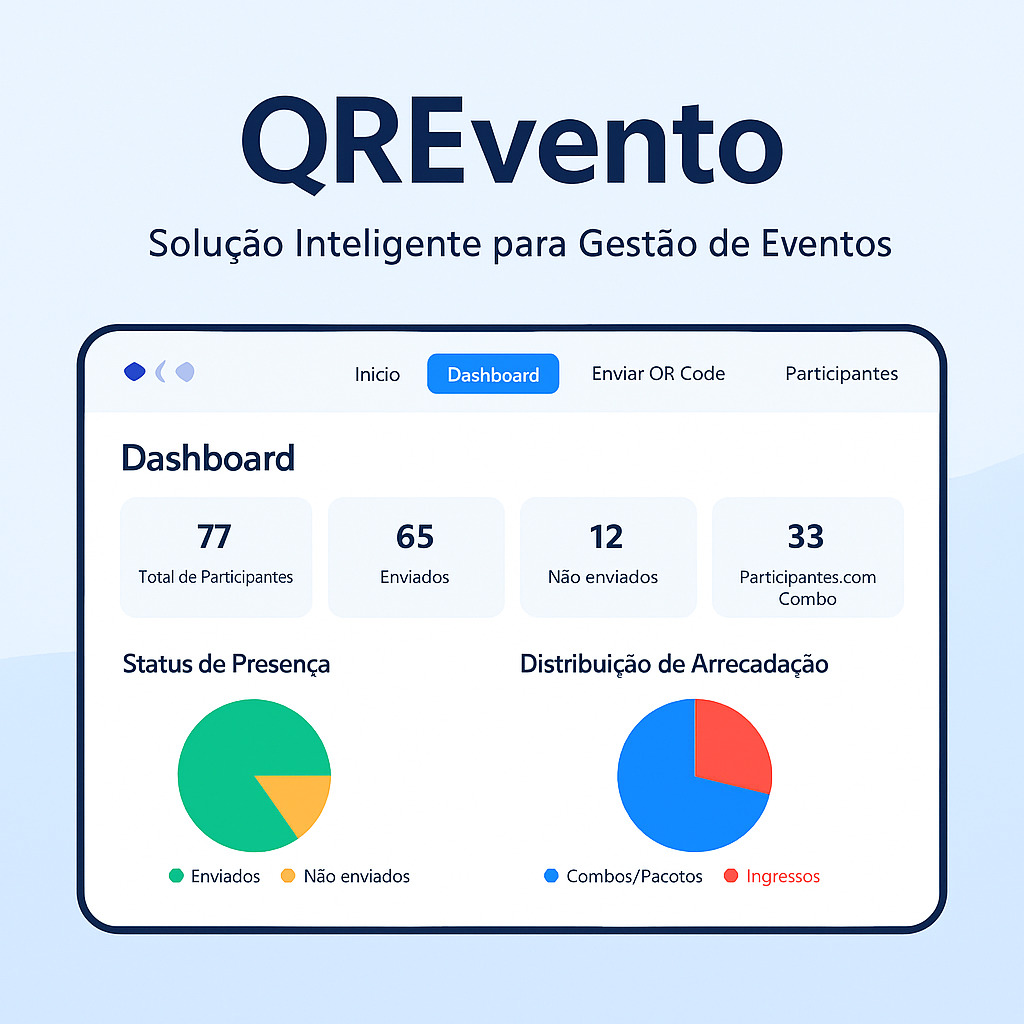 QREvento
Solução Inteligente para Gestão de Eventos
Inicio Dashboard Enviar OR Code Participantes
Dashboard
77 65 12 33
Total de Participantes Enviados Não enviados Participantes.com
Combo
Status de Presença Distribuição de Arrecadação
Enviados Não enviados Combos/Pacotos Ingressos